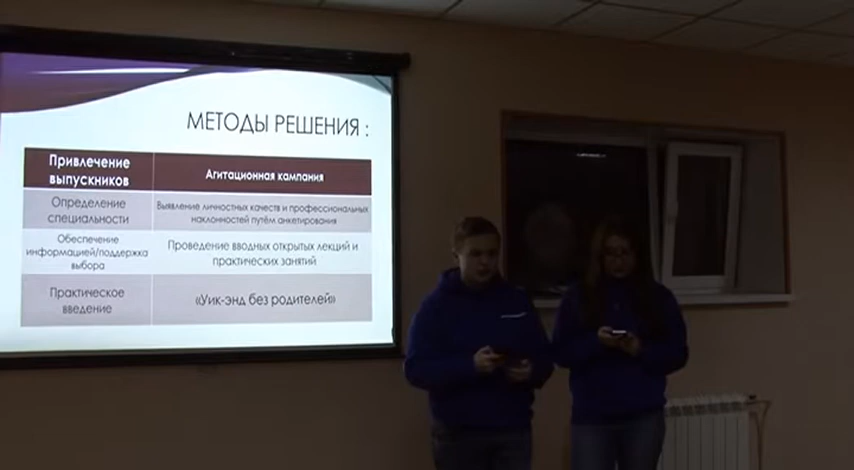 МЕТОДЫ РЕШЕНИЯ :
Привлечение
выпускников
Агитационная кампания
Определение
специальности
Выявление личностных качеств и профессиональных
наклонностей путём анкетирования
Обеспечение
информацией/поддержка
выбора
Проведение вводных открытых лекций и
практических занятий
Практическое
введение
«Уик-энд без родителей»